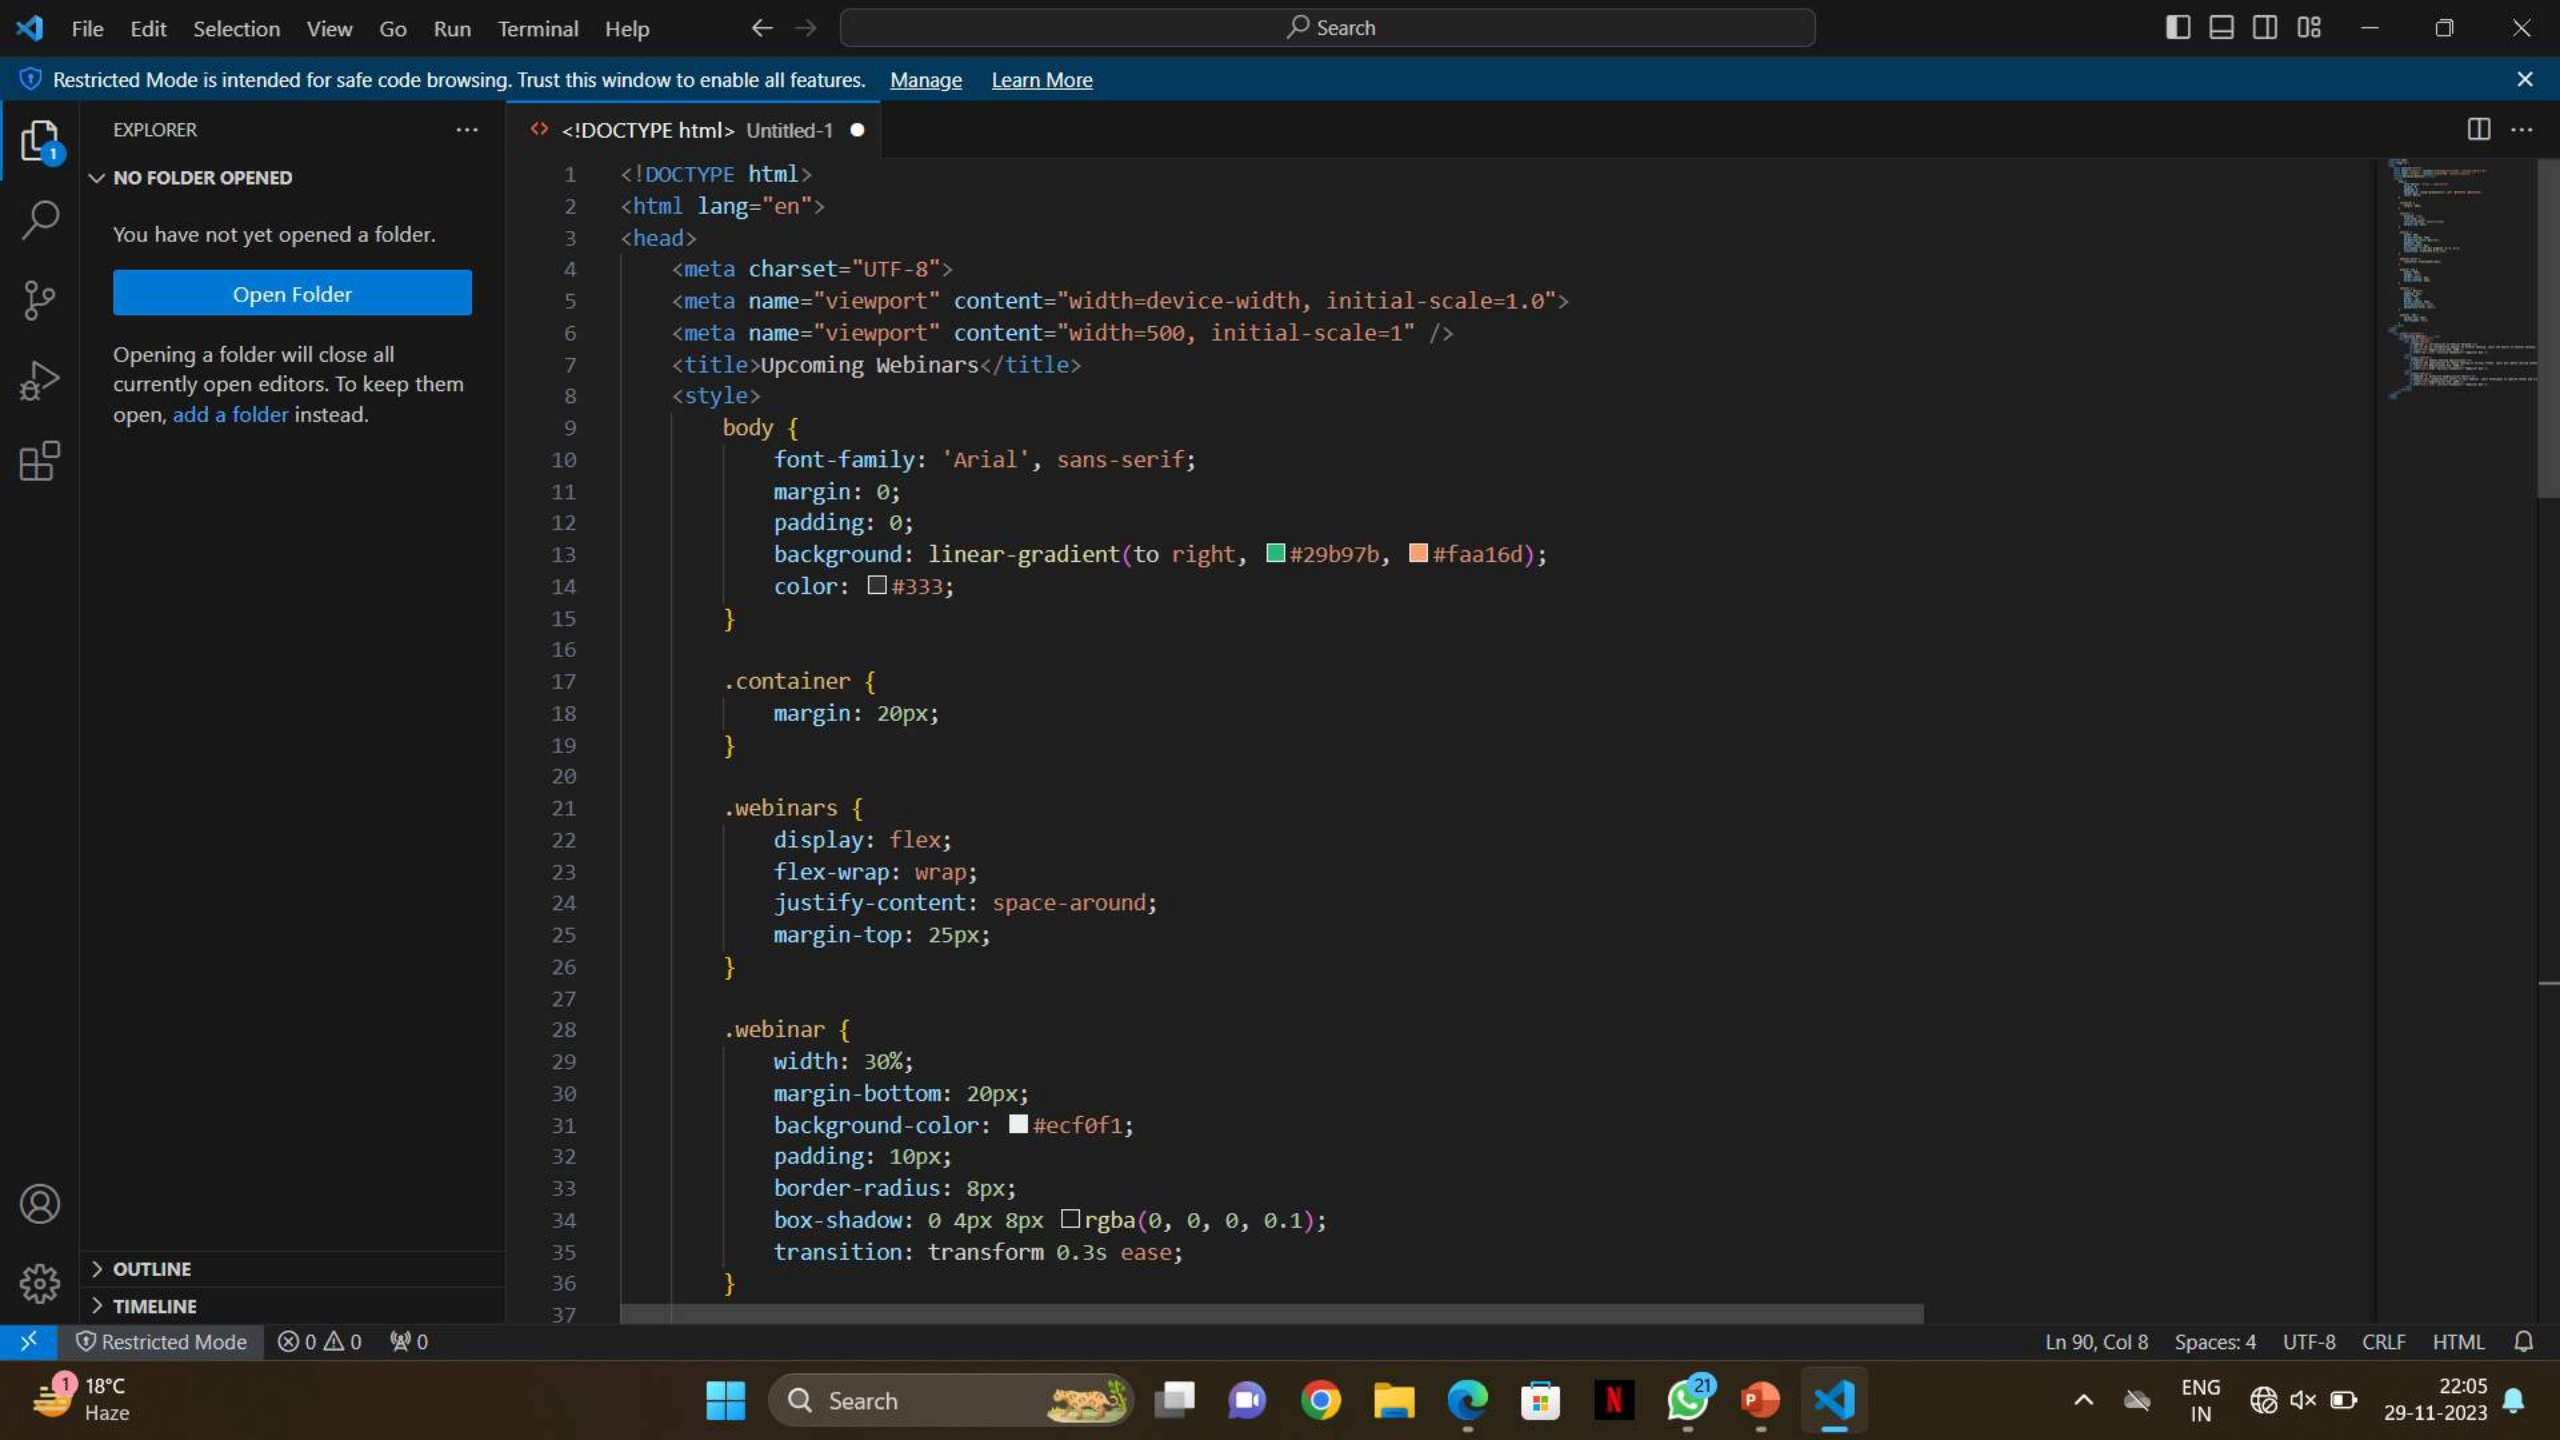 File Edit Selection View Go Run Terminal Help Search
Restricted Mode is intended for safe code browsing. Trust this window to enable all features. Manage Learn More
EXPLORER
NO FOLDER OPENED
You have not yet opened a folder.
Open Folder
Opening a folder will close all
currently open editors. To keep them
open, add a folder instead.
OUTLINE
TIMELINE
<!DOCTYPE html> Untitled-1
1 <!DOCTYPE html>
2 <html lang="en">
3 <head>
4 <meta charset="UTF-8">
5 <meta name="viewport" content="width=device-width, initial-scale=1.0">
6 <meta name="viewport" content="width=500, initial-scale=1" />
7 <title>Upcoming Webinars</title>
8 <style>
9 body {
10 font-family: 'Arial', sans-serif;
11 margin: 0;
12 padding: 0;
13 background: linear-gradient(to right, #29b97b, #faa16d);
14 color: #333;
15 }
16
17 .container {
18 margin: 20px;
19 }
20
21 .webinars {
22 display: flex;
23 flex-wrap: wrap;
24 justify-content: space-around;
25 margin-top: 25px;
26 }
27
28 .webinar {
29 width: 30%;
30 margin-bottom: 20px;
31 background-color: #ecf0f1;
32 padding: 10px;
33 border-radius: 8px;
34 box-shadow: 0 4px 8px rgba(0, 0, 0, 0.1);
35 transition: transform 0.3s ease;
36 }
37
Restricted Mode 0 0 0 Ln 90, Col 8 Spaces: 4 UTF-8 CRLF HTML
1 18°C
Haze
Search
21
ENG
IN
22:05
29-11-2023